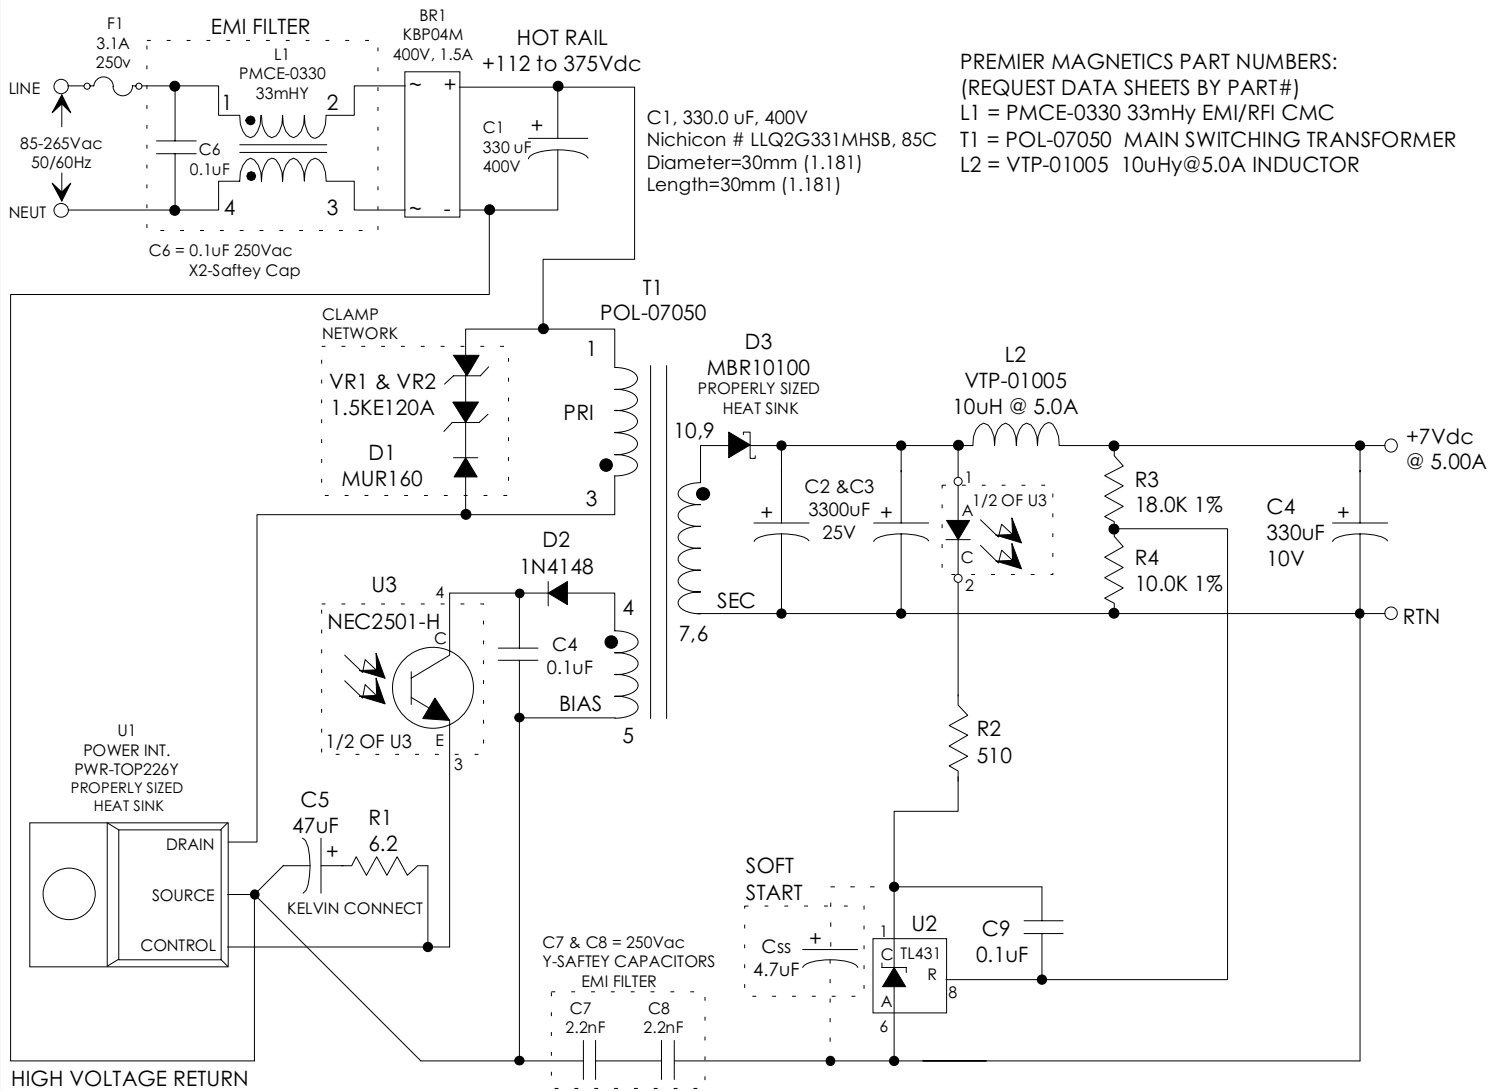 F1
3.1A
250v
EMI FILTER
L1
PMCE-0330
33mHY
BR1
KBP04M
400V, 1.5A
HOT RAIL
+112 to 375Vdc
LINE
1
2
~
+
85-265Vac
50/60Hz
C6
0.1uF
C1
330 uF
400V
+
NEUT
4
3
~
-
C6 = 0.1uF 250Vac
X2-Saftey Cap
C1, 330.0 uF, 400V
Nichicon # LLQ2G331MHSB, 85C
Diameter=30mm (1.181)
Length=30mm (1.181)
PREMIER MAGNETICS PART NUMBERS:
(REQUEST DATA SHEETS BY PART#)
L1 = PMCE-0330 33mHy EMI/RFI CMC
T1 = POL-07050 MAIN SWITCHING TRANSFORMER
L2 = VTP-01005 10uHy@5.0A INDUCTOR
T1
POL-07050
CLAMP
NETWORK
VR1 & VR2
1.5KE120A
D1
MUR160
1
PRI
3
D3
MBR10100
PROPERLY SIZED
HEAT SINK
10,9
SEC
7,6
L2
VTP-01005
10uH @ 5.0A
+7Vdc
@ 5.00A
+
C2 &C3
3300uF
25V
+
1
1/2 OF U3
A
C
2
R3
18.0K 1%
R4
10.0K 1%
C4
330uF
10V
+
RTN
D2
1N4148
U3
4
NEC2501-H
C
1/2 OF U3
E
3
C4
0.1uF
4
BIAS
5
R2
510
U1
POWER INT.
PWR-TOP226Y
PROPERLY SIZED
HEAT SINK
DRAIN
SOURCE
CONTROL
C5
47uF
+
R1
6.2
KELVIN CONNECT
SOFT
START
Css
4.7uF
+
1
U2
C
TL431
R
A
8
6
C9
0.1uF
C7 & C8 = 250Vac
Y-SAFTEY CAPACITORS
EMI FILTER
C7
2.2nF
C8
2.2nF
HIGH VOLTAGE RETURN